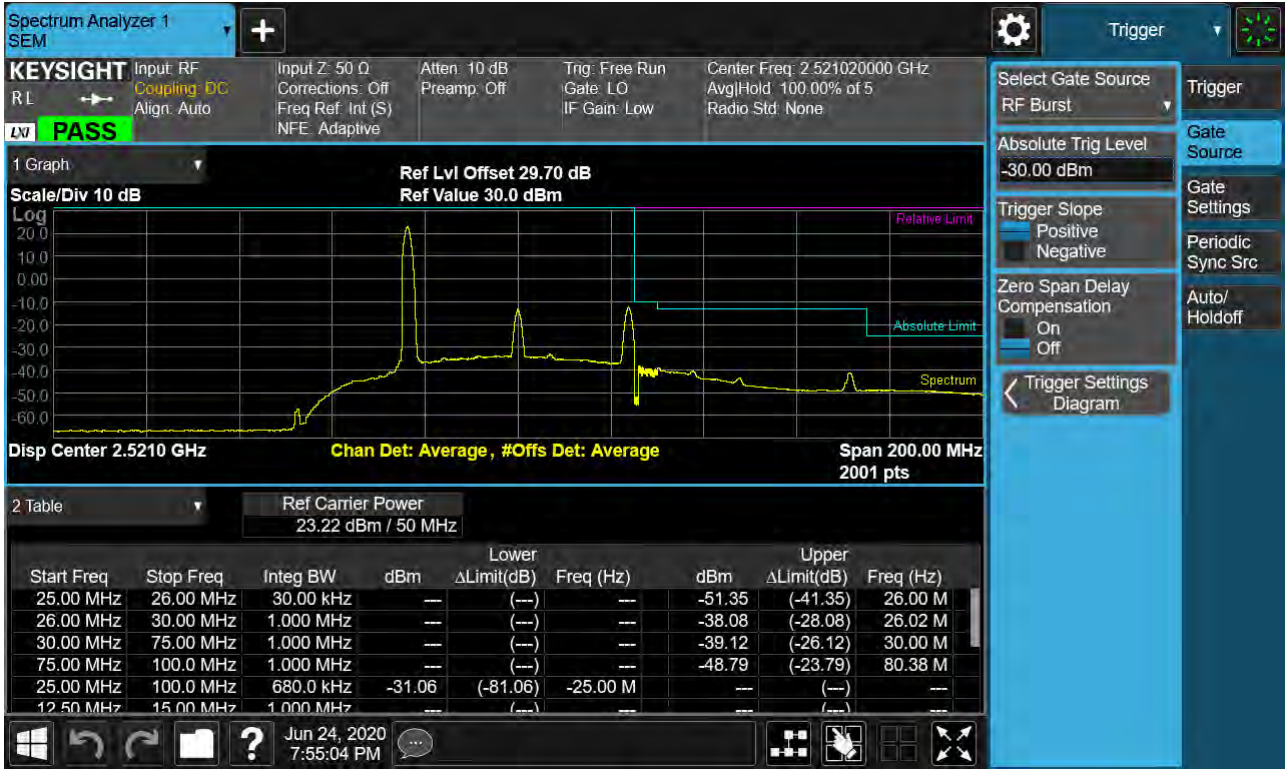 Spectrum Analyzer 1
SEM
+
Trigger
KEYSIGHT
RL
LXI
PASS
Input: RF
Coupling: DC
Align: Auto
Input Z: 50 Ω
Corrections: Off
Freq Ref: Int (S)
NFE: Adaptive
Atten: 10 dB
Preamp: Off
Trig: Free Run
Gate: LO
IF Gain: Low
Center Freq: 2.521020000 GHz
Avg|Hold: 100.00% of 5
Radio Std: None
1 Graph
Scale/Div 10 dB
Ref Lvl Offset 29.70 dB
Ref Value 30.0 dBm
Log
20.0
10.0
0.00
-10.0
-20.0
-30.0
-40.0
-50.0
-60.0
Relative Limit
Absolute Limit
Spectrum
Disp Center 2.5210 GHz
Chan Det: Average, #Offs Det: Average
Span 200.00 MHz
2001 pts
2 Table
Ref Carrier Power
23.22 dBm / 50 MHz
Lower Upper
Start Freq Stop Freq Integ BW dBm ΔLimit(dB) Freq (Hz) dBm ΔLimit(dB) Freq (Hz)
25.00 MHz 26.00 MHz 30.00 kHz --- (---) --- -51.35 (-41.35) 26.00 M
26.00 MHz 30.00 MHz 1.000 MHz --- (---) --- -38.08 (-28.08) 26.02 M
30.00 MHz 75.00 MHz 1.000 MHz --- (---) --- -39.12 (-26.12) 30.00 M
75.00 MHz 100.0 MHz 1.000 MHz --- (---) --- -48.79 (-23.79) 80.38 M
25.00 MHz 100.0 MHz 680.0 kHz -31.06 (-81.06) -25.00 M --- (---) ---
12.50 MHz 15.00 MHz 1.000 MHz --- (---) --- --- (---) ---
?
Jun 24, 2020
7:55:04 PM
Select Gate Source
RF Burst
Absolute Trig Level
-30.00 dBm
Trigger Slope
Positive
Negative
Zero Span Delay
Compensation
On
Off
Trigger Settings
Diagram
Trigger
Gate
Source
Gate
Settings
Periodic
Sync Src
Auto/
Holdoff